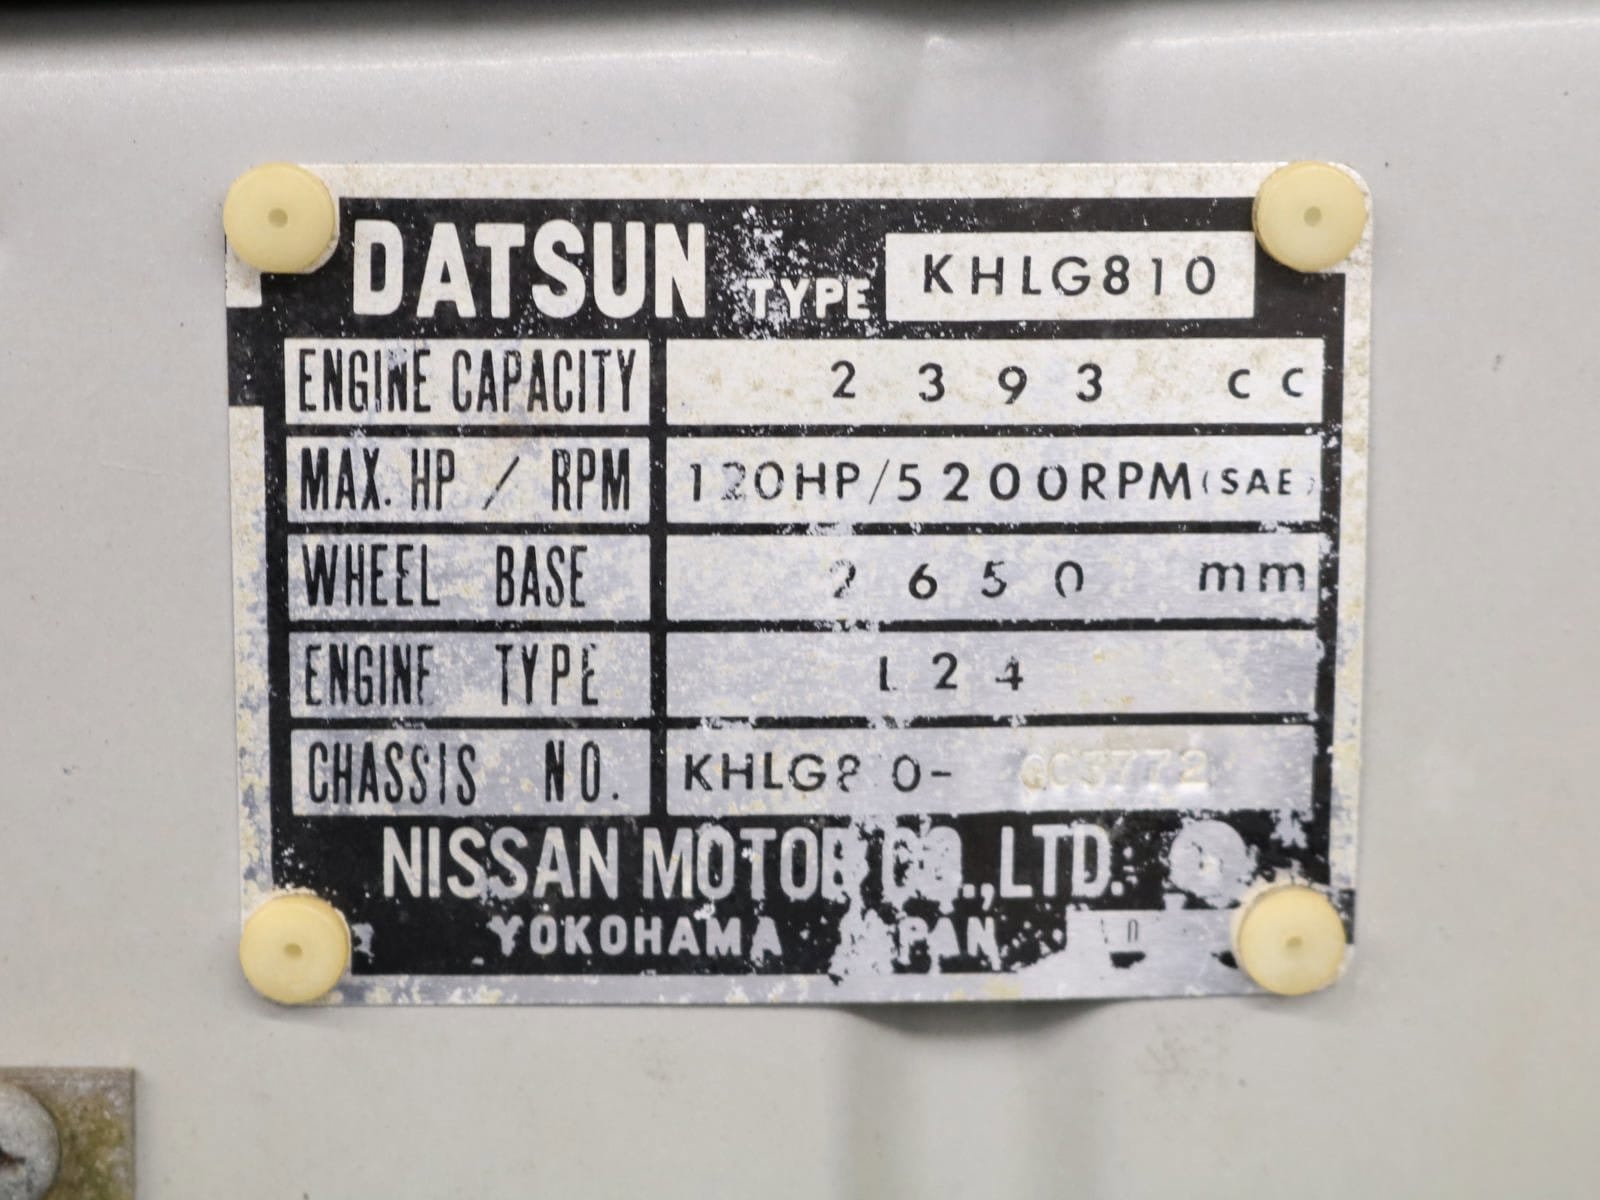 DATSUN TYPE KHLG810
ENGINE CAPACITY 2393 cc
MAX. HP / RPM 120HP/5200RPM(SAE)
WHEEL BASE 2650 mm
ENGINE TYPE L24
CHASSIS NO. KHLG810- 003772
NISSAN MOTOR CO., LTD.
YOKOHAMA JAPAN